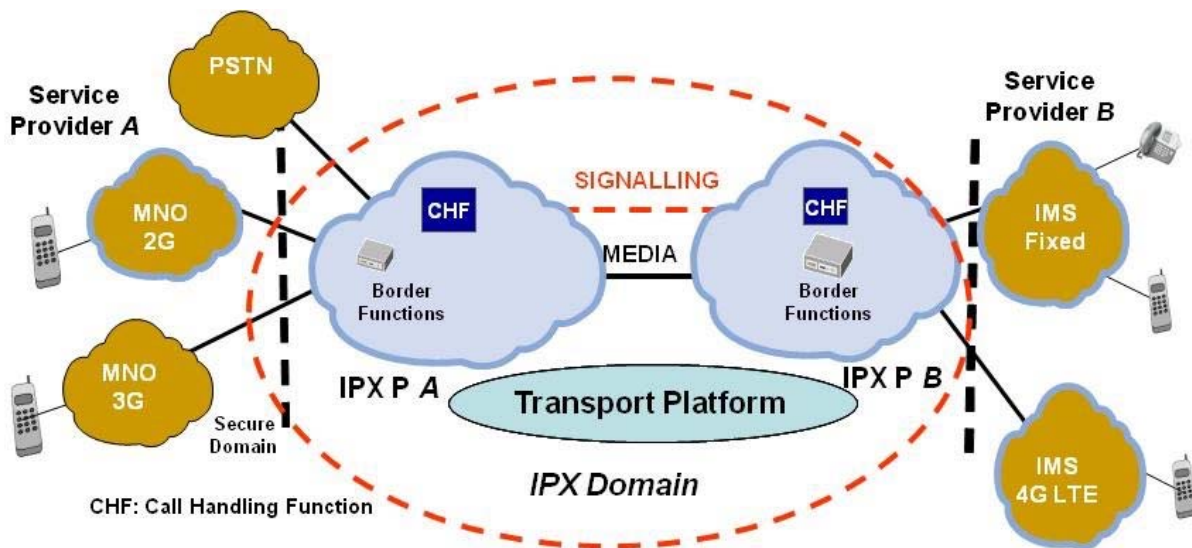 PSTN
Service
Provider A
MNO
2G
MNO
3G
Secure
Domain
CHF
Border
Functions
IPX P A
SIGNALLING
MEDIA
CHF
Border
Functions
IPX P B
Transport Platform
IPX Domain
Service
Provider B
IMS
Fixed
IMS
4G LTE
CHF: Call Handling Function